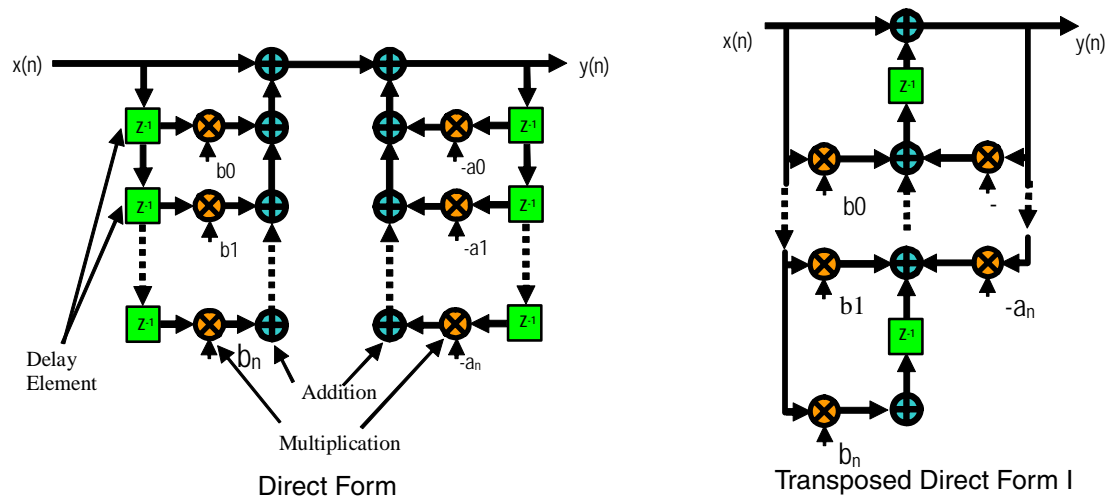 x(n)
y(n)
z-1
z-1
b0
-a0
z-1
z-1
b1
-a1
z-1
z-1
bn
-an
Delay
Element
Addition
Multiplication
Direct Form
x(n)
y(n)
z-1
b0
-
b1
-an
z-1
bn
Transposed Direct Form I